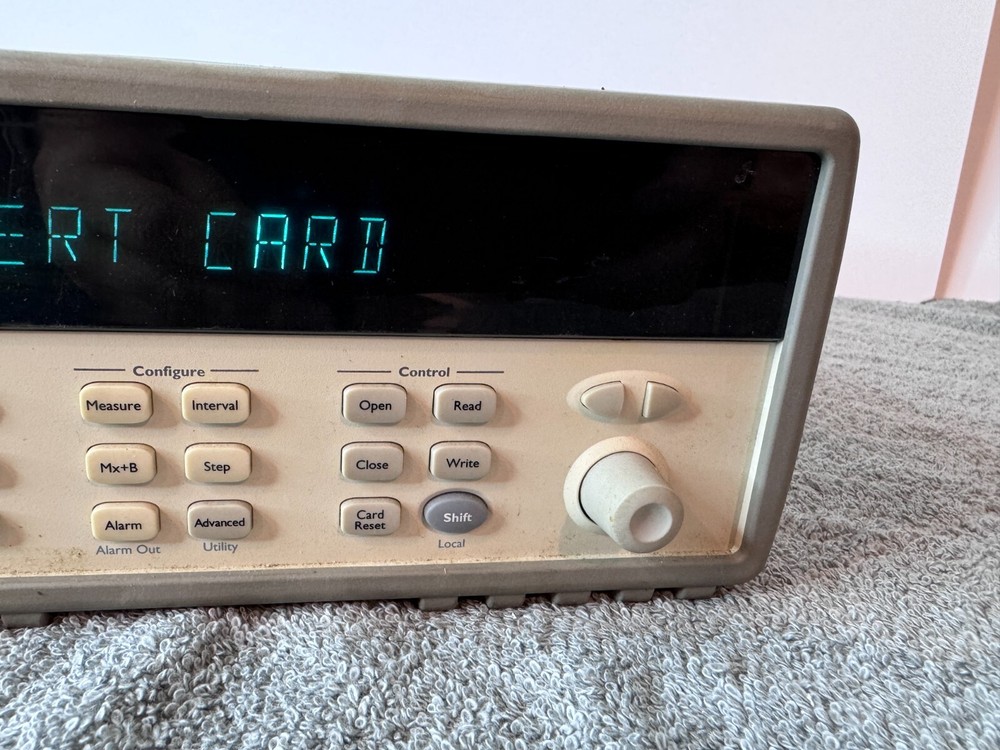 ERT CARD
Configure
Control
Measure
Interval
Open
Read
Mx+B
Step
Close
Write
Alarm
Advanced
Card
Reset
Shift
Alarm Out
Utility
Local